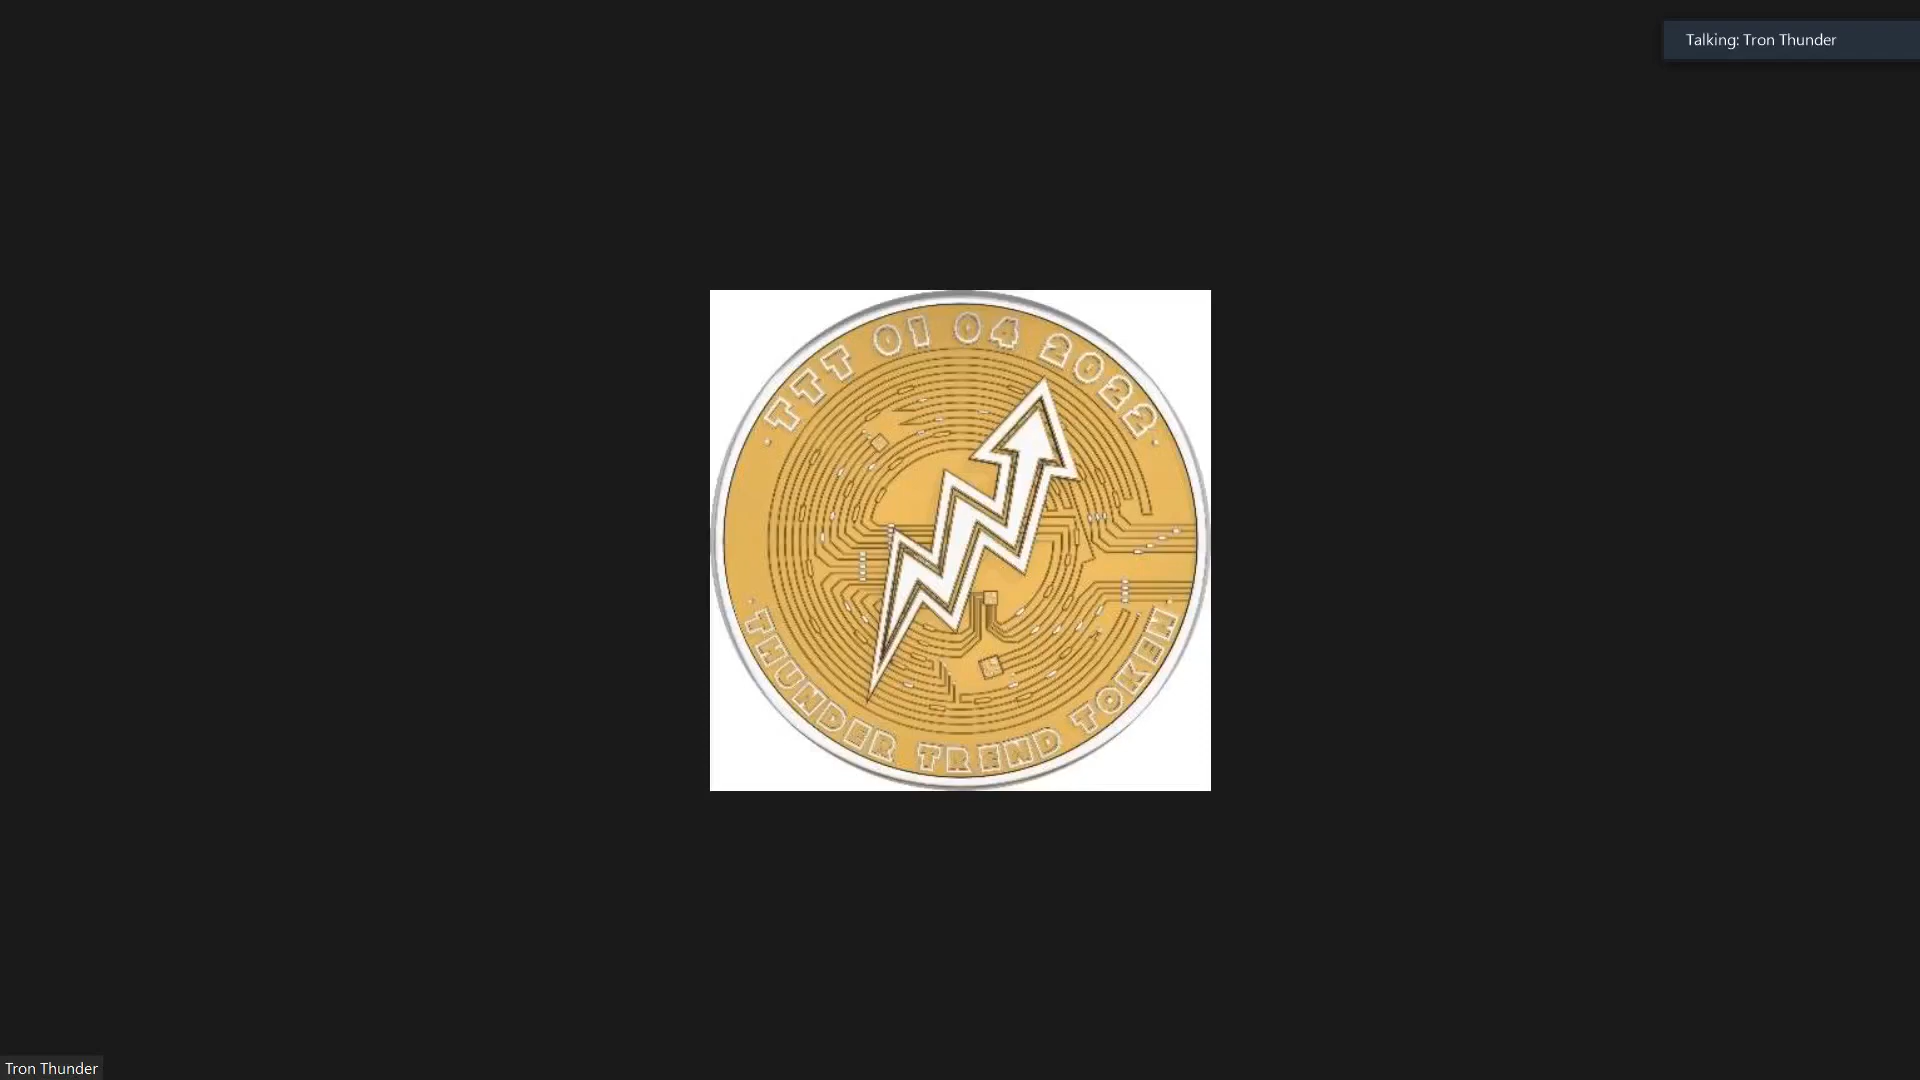 Talking: Tron Thunder
TTT 01 04 2022
THUNDER TREND TOKEN
Tron Thunder